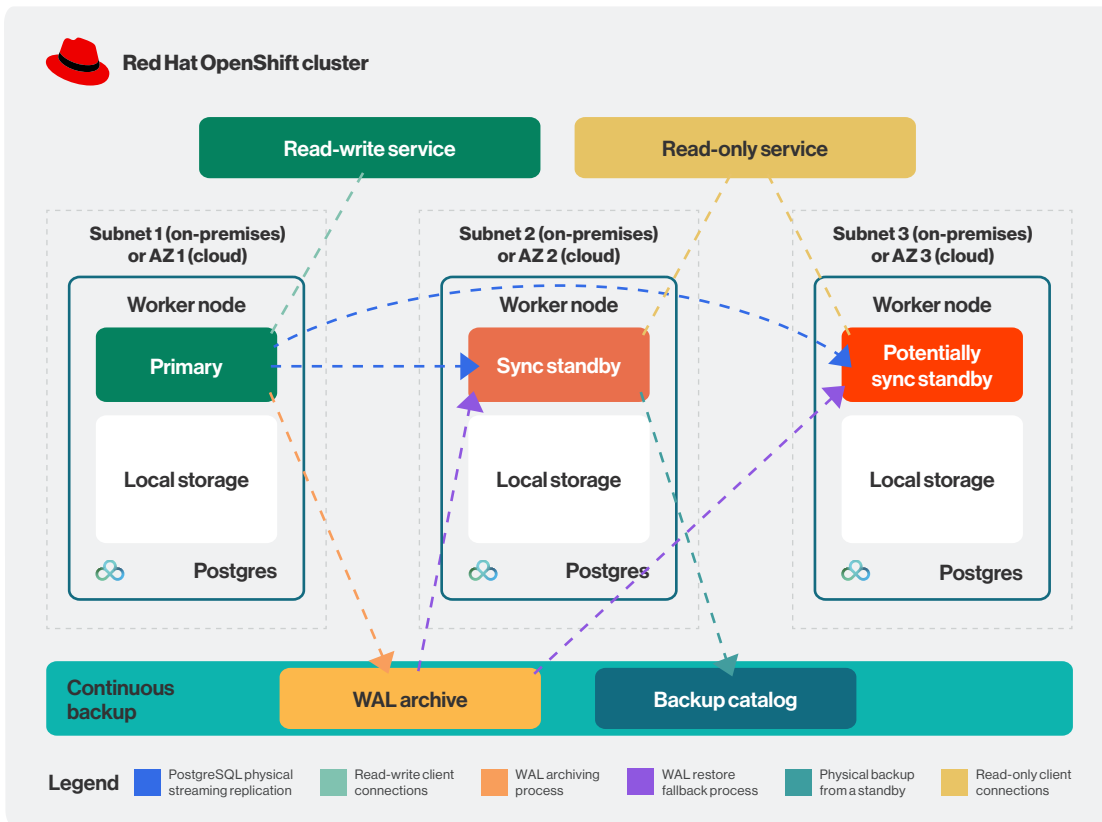 Red Hat OpenShift cluster
Read-write service
Read-only service
Subnet 1 (on-premises)
or AZ 1 (cloud)
Worker node
Primary
Local storage
Postgres
Subnet 2 (on-premises)
or AZ 2 (cloud)
Worker node
Sync standby
Local storage
Postgres
Subnet 3 (on-premises)
or AZ 3 (cloud)
Worker node
Potentially
sync standby
Local storage
Postgres
Continuous
backup
WAL archive
Backup catalog
Legend
PostgreSQL physical
streaming replication
Read-write client
connections
WAL archiving
process
WAL restore
fallback process
Physical backup
from a standby
Read-only client
connections